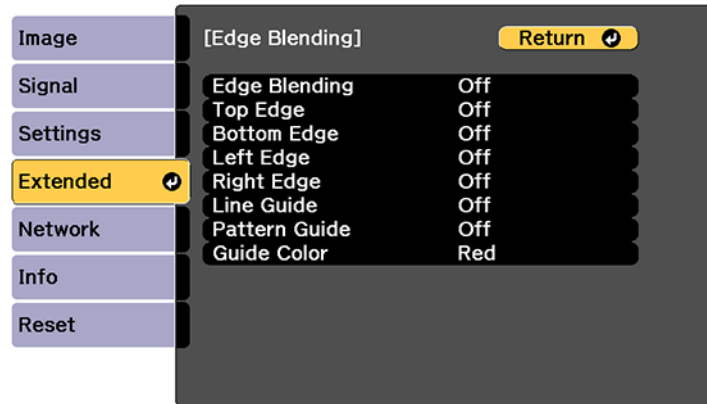 Image
Signal
Settings
Extended
Network
Info
Reset
[Edge Blending] Return
Edge Blending Off
Top Edge Off
Bottom Edge Off
Left Edge Off
Right Edge Off
Line Guide Off
Pattern Guide Off
Guide Color Red